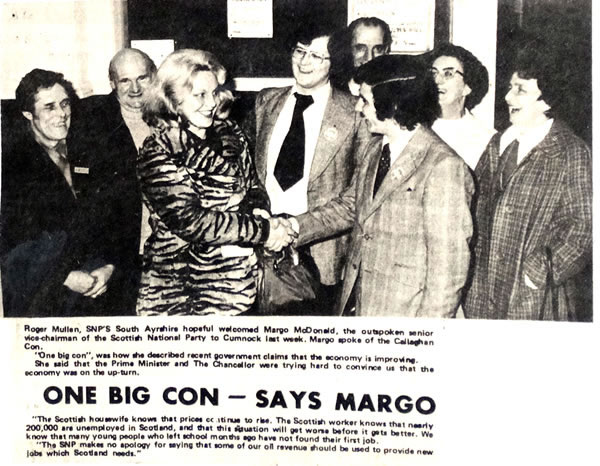 Roger Mullen, SNP'S South Ayrshire hopeful welcomed Margo McDonald, the outspoken senior
vice-chairman of the Scottish National Party to Cumnock last week. Margo spoke of the Callaghan
Con.
"One big con", was how she described recent government claims that the economy is improving.
She said that the Prime Minister and The Chancellor were trying hard to convince us that the
economy was on the up-turn.
ONE BIG CON – SAYS MARGO
"The Scottish housewife knows that prices continue to rise. The Scottish worker knows that nearly
200,000 are unemployed in Scotland, and that this situation will get worse before it gets better. We
know that many young people who left school months ago have not found their first job.
"The SNP makes no apology for saying that some of our oil revenue should be used to provide new
jobs which Scotland needs."